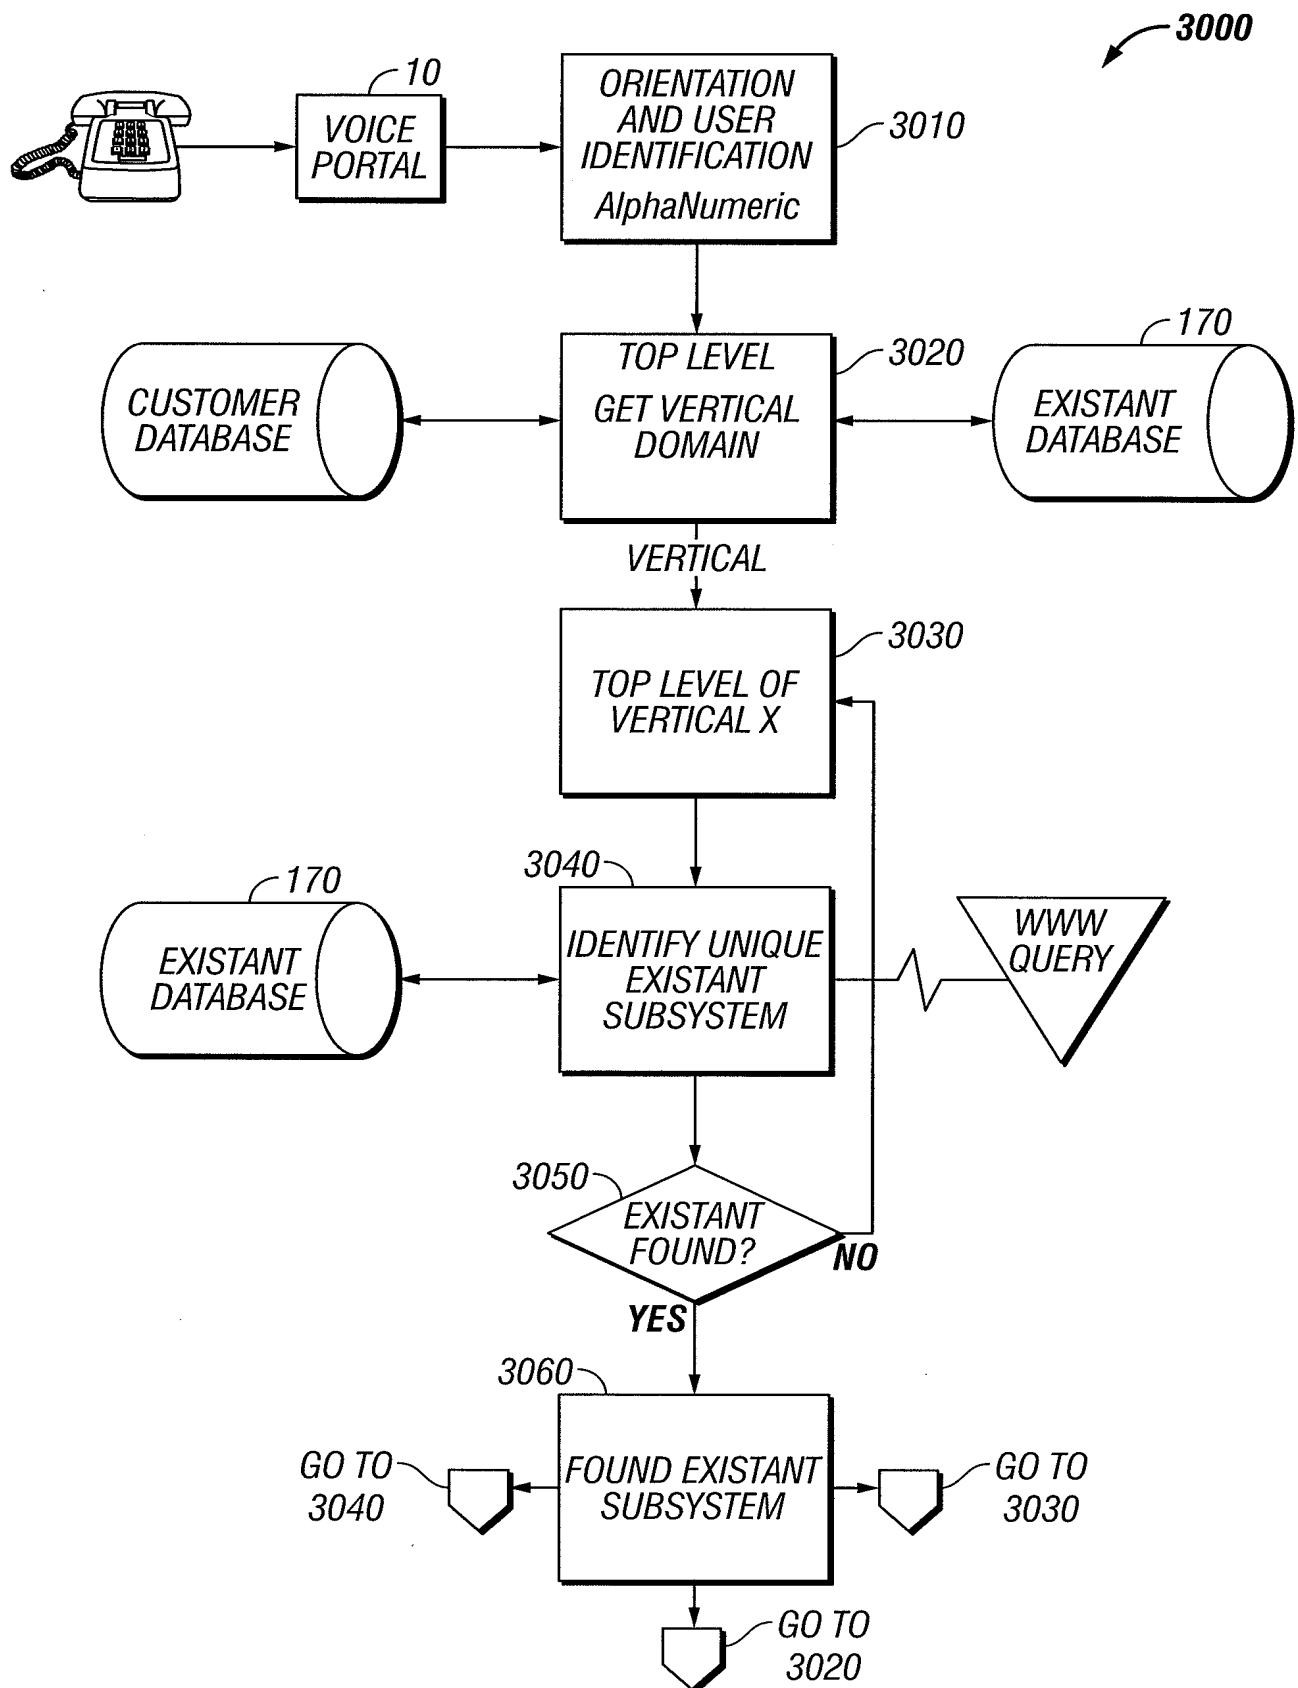 3000
10
VOICE
PORTAL
ORIENTATION
AND USER
IDENTIFICATION
AlphaNumeric
3010
CUSTOMER
DATABASE
TOP LEVEL
GET VERTICAL
DOMAIN
3020
170
EXISTANT
DATABASE
VERTICAL
3030
TOP LEVEL OF
VERTICAL X
3040
170
EXISTANT
DATABASE
IDENTIFY UNIQUE
EXISTANT
SUBSYSTEM
WWW
QUERY
3050
EXISTANT
FOUND?
NO
YES
3060
GO TO
3040
FOUND EXISTANT
SUBSYSTEM
GO TO
3030
GO TO
3020